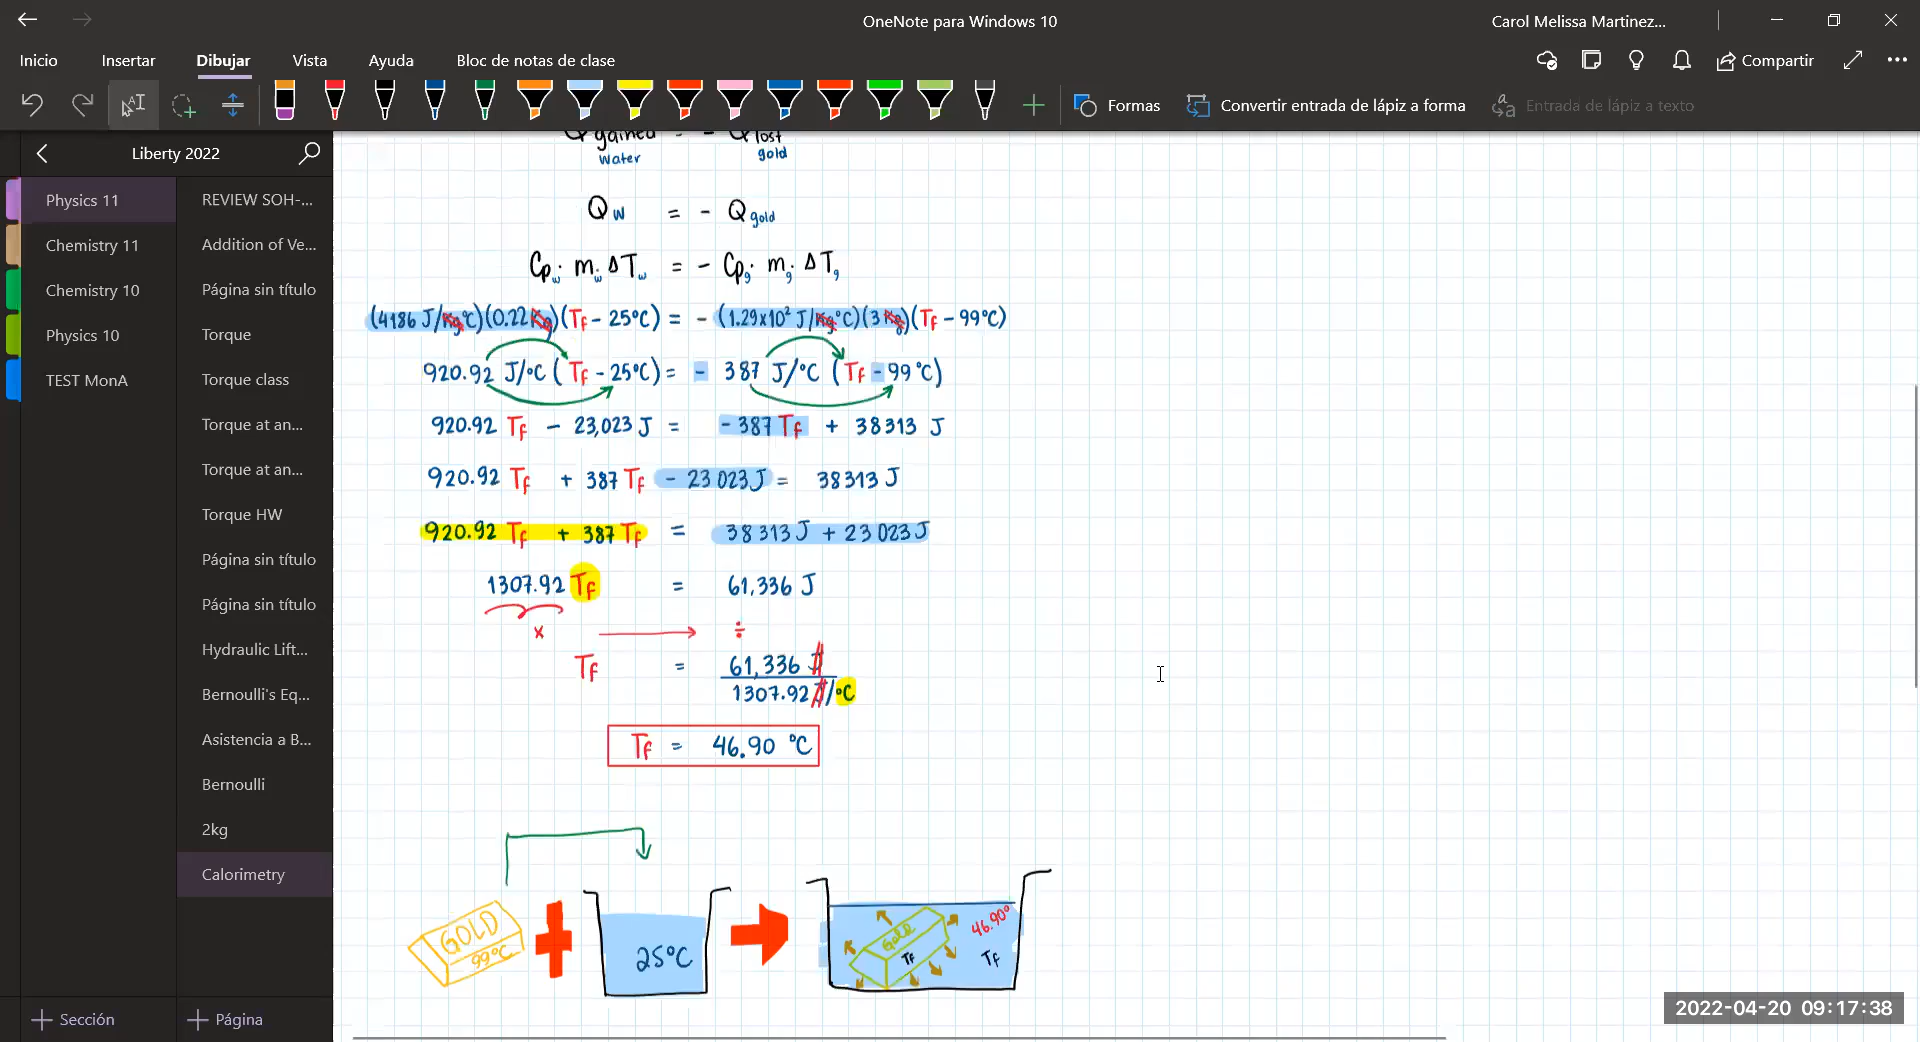 OneNote para Windows 10
Carol Melissa Martinez...
Inicio Insertar Dibujar Vista Ayuda Bloc de notas de clase
Compartir
Formas Convertir entrada de lápiz a forma Entrada de lápiz a texto
Liberty 2022
Physics 11
Chemistry 11
Chemistry 10
Physics 10
TEST MonA
REVIEW SOH-...
Addition of Ve...
Página sin título
Torque
Torque class
Torque at an...
Torque at an...
Torque HW
Página sin título
Página sin título
Hydraulic Lift...
Bernoulli's Eq...
Asistencia a B...
Bernoulli
2kg
Calorimetry
Sección
Página
Q gained = - Q lost
water gold
Qw = - Qgold
Cpw · mw · ΔTw = - Cpg · mg · ΔTg
(4186 J/kg°C)(0.22 kg)(Tf - 25°C) = - (1.29x10² J/kg°C)(3 kg)(Tf - 99°C)
920.92 J/°C (Tf - 25°C) = - 387 J/°C (Tf - 99°C)
920.92 Tf - 23,023 J = - 387 Tf + 38313 J
920.92 Tf + 387 Tf - 23 023 J = 38313 J
920.92 Tf + 387 Tf = 38 313 J + 23 023 J
1307.92 Tf = 61,336 J
x ÷
Tf = 61,336 J
1307.92 J/°C
Tf = 46.90 °C
GOLD
99°C
25°C
Gold
Tf
46.90°
Tf
2022-04-20 09:17:38